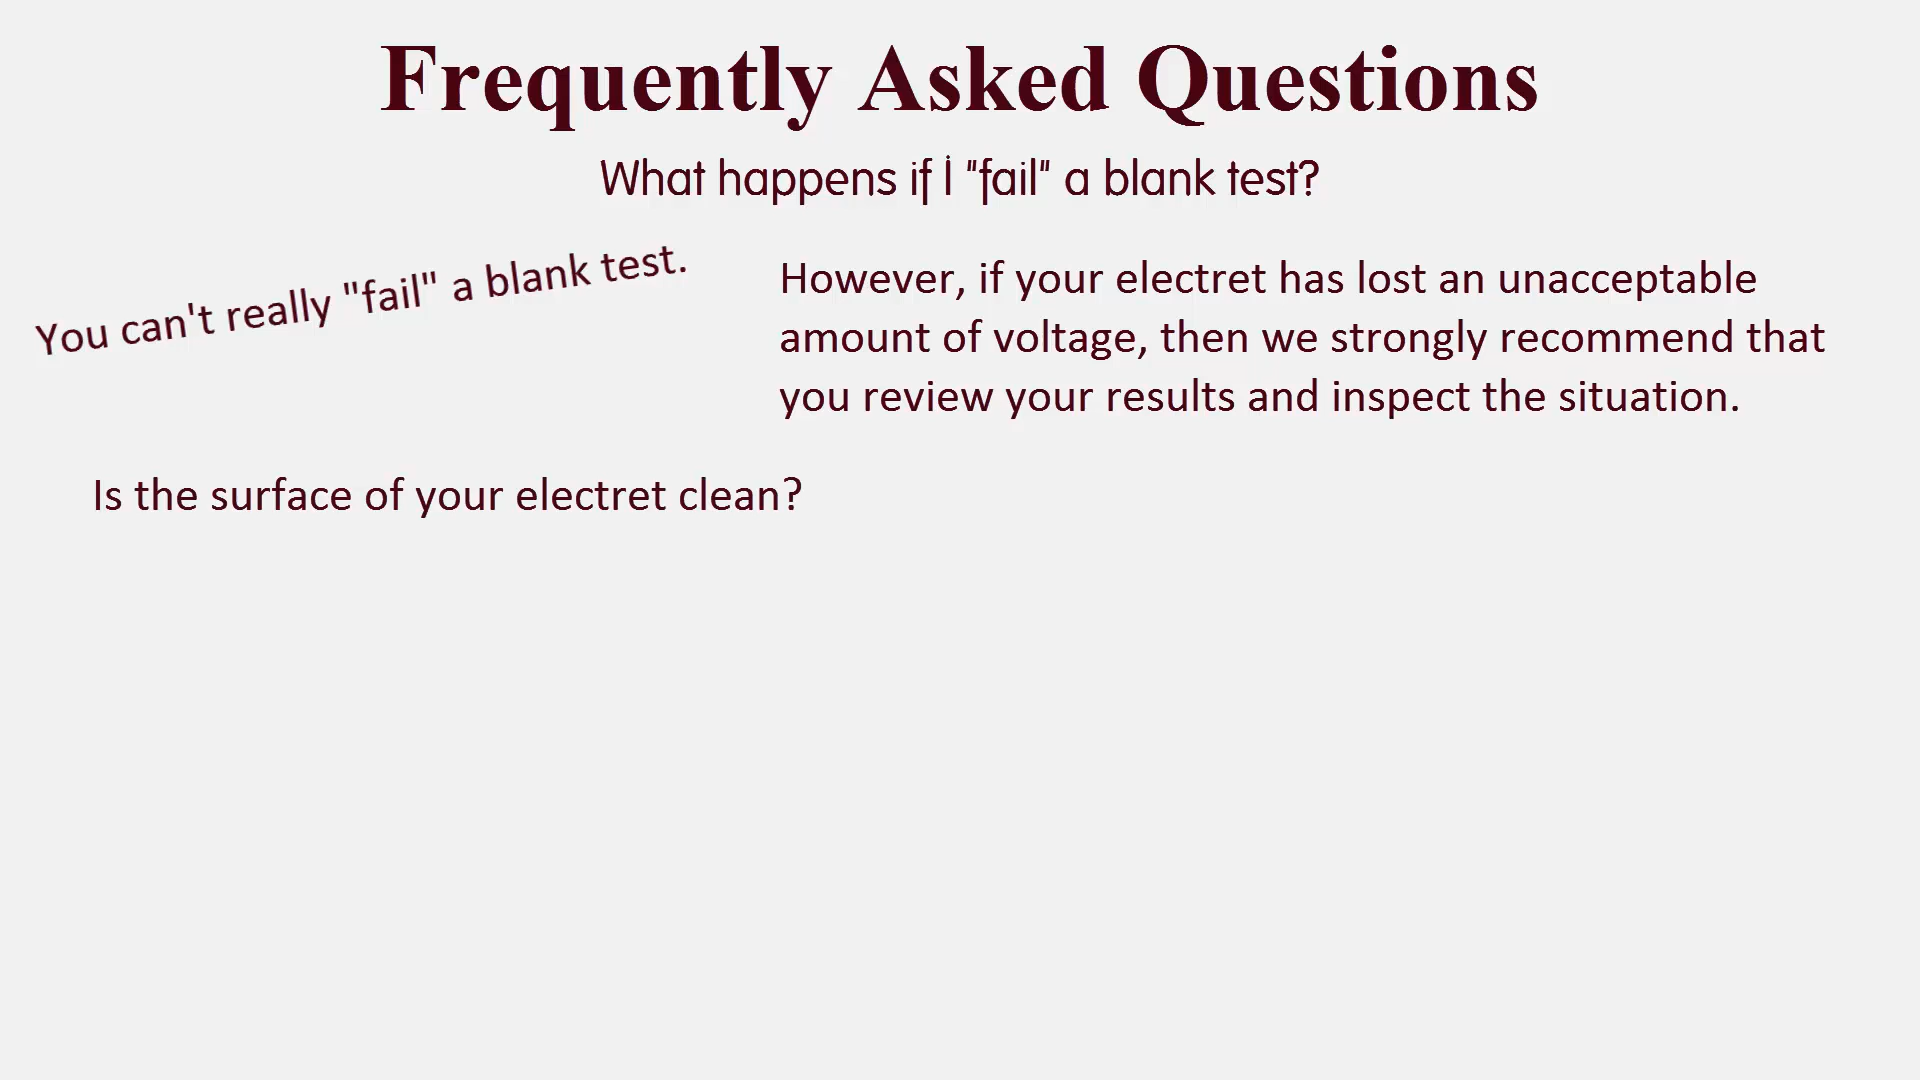 Frequently Asked Questions
What happens if I "fail" a blank test?
You can't really "fail" a blank test.
However, if your electret has lost an unacceptable
amount of voltage, then we strongly recommend that
you review your results and inspect the situation.
Is the surface of your electret clean?